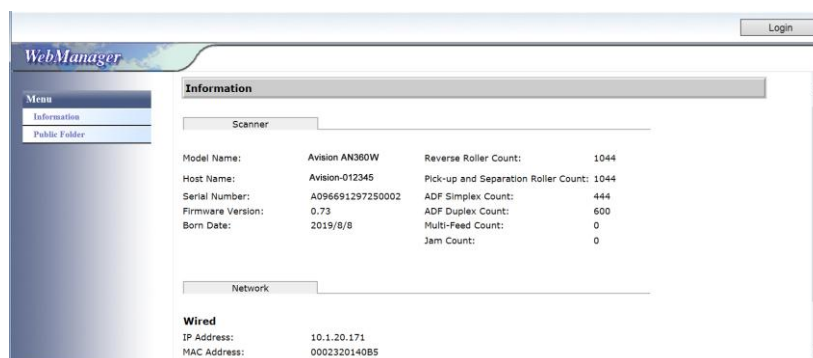 Login
WebManager
Menu
Information
Public Folder
Information
Scanner
Model Name: Avision AN360W Reverse Roller Count: 1044
Host Name: Avision-012345 Pick-up and Separation Roller Count: 1044
Serial Number: A096691297250002 ADF Simplex Count: 444
Firmware Version: 0.73 ADF Duplex Count: 600
Born Date: 2019/8/8 Multi-Feed Count: 0
Jam Count: 0
Network
Wired
IP Address: 10.1.20.171
MAC Address: 0002320140B5